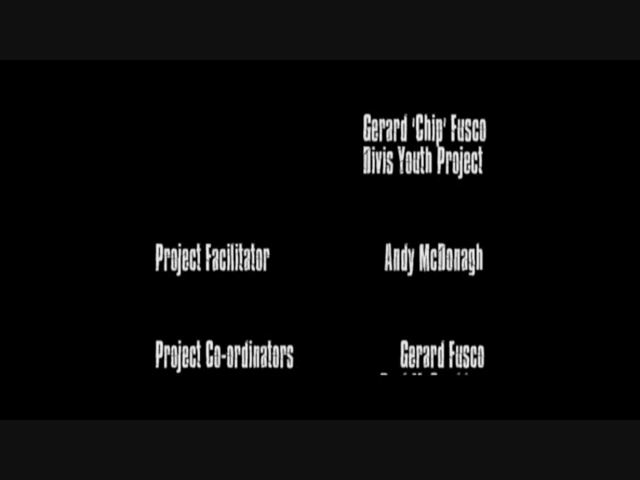 Gerard 'Chip' Fusco
Divis Youth Project
Project Facilitator Andy McDonagh
Project Co-ordinators Gerard Fusco